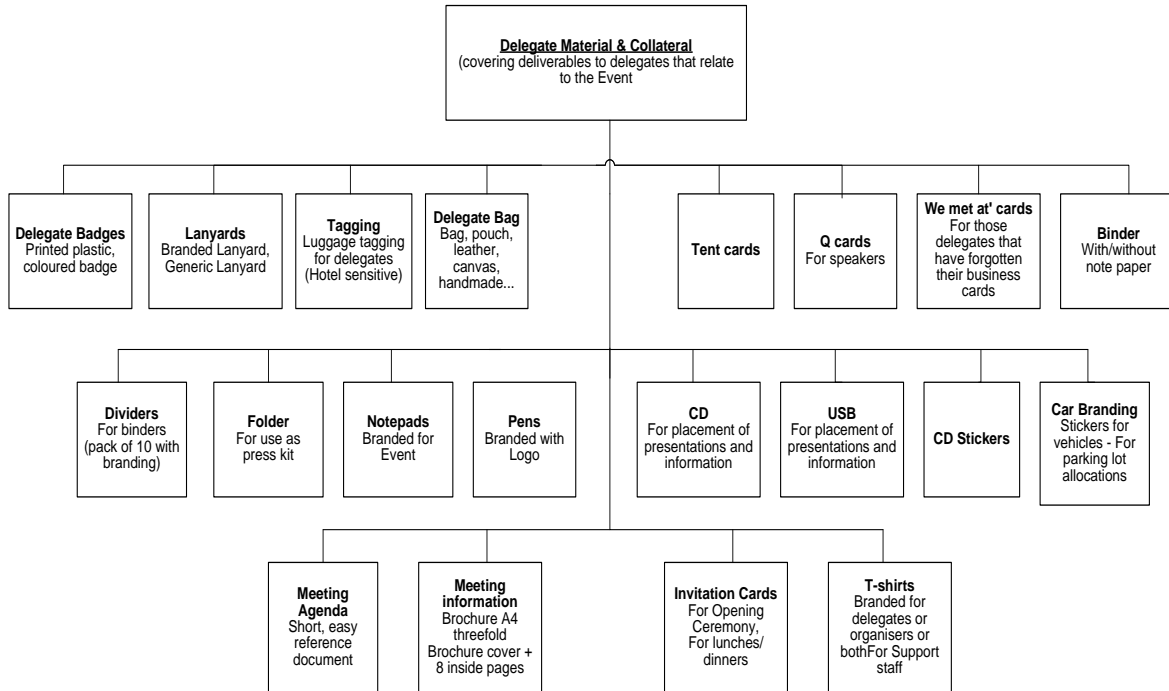 Delegate Material & Collateral
(covering deliverables to delegates that relate
to the Event
Delegate Badges
Printed plastic,
coloured badge
Lanyards
Branded Lanyard,
Generic Lanyard
Tagging
Luggage tagging
for delegates
(Hotel sensitive)
Delegate Bag
Bag, pouch,
leather,
canvas,
handmade...
Tent cards
Q cards
For speakers
We met at' cards
For those
delegates that
have forgotten
their business
cards
Binder
With/without
note paper
Dividers
For binders
(pack of 10 with
branding)
Folder
For use as
press kit
Notepads
Branded for
Event
Pens
Branded with
Logo
CD
For placement of
presentations and
information
USB
For placement of
presentations and
information
CD Stickers
Car Branding
Stickers for
vehicles - For
parking lot
allocations
Meeting
Agenda
Short, easy
reference
document
Meeting
information
Brochure A4
threefold
Brochure cover +
8 inside pages
Invitation Cards
For Opening
Ceremony,
For lunches/
dinners
T-shirts
Branded for
delegates or
organisers or
bothFor Support
staff